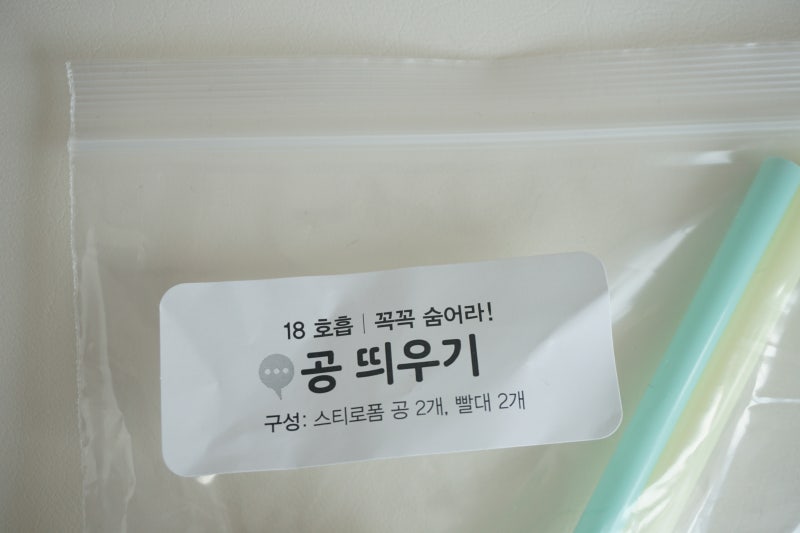 18 호흡 | 꼭꼭 숨어라!
공 띄우기
구성: 스티로폼 공 2개, 빨대 2개